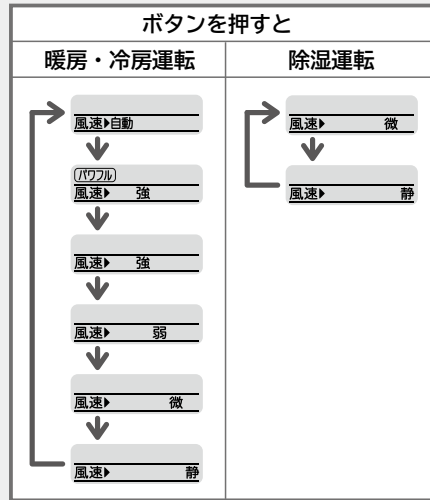 ボタンを押すと
暖房・冷房運転
除湿運転
風速▶自動
パワフル
風速▶ 強
風速▶ 強
風速▶ 弱
風速▶ 微
風速▶ 静
風速▶ 微
風速▶ 静